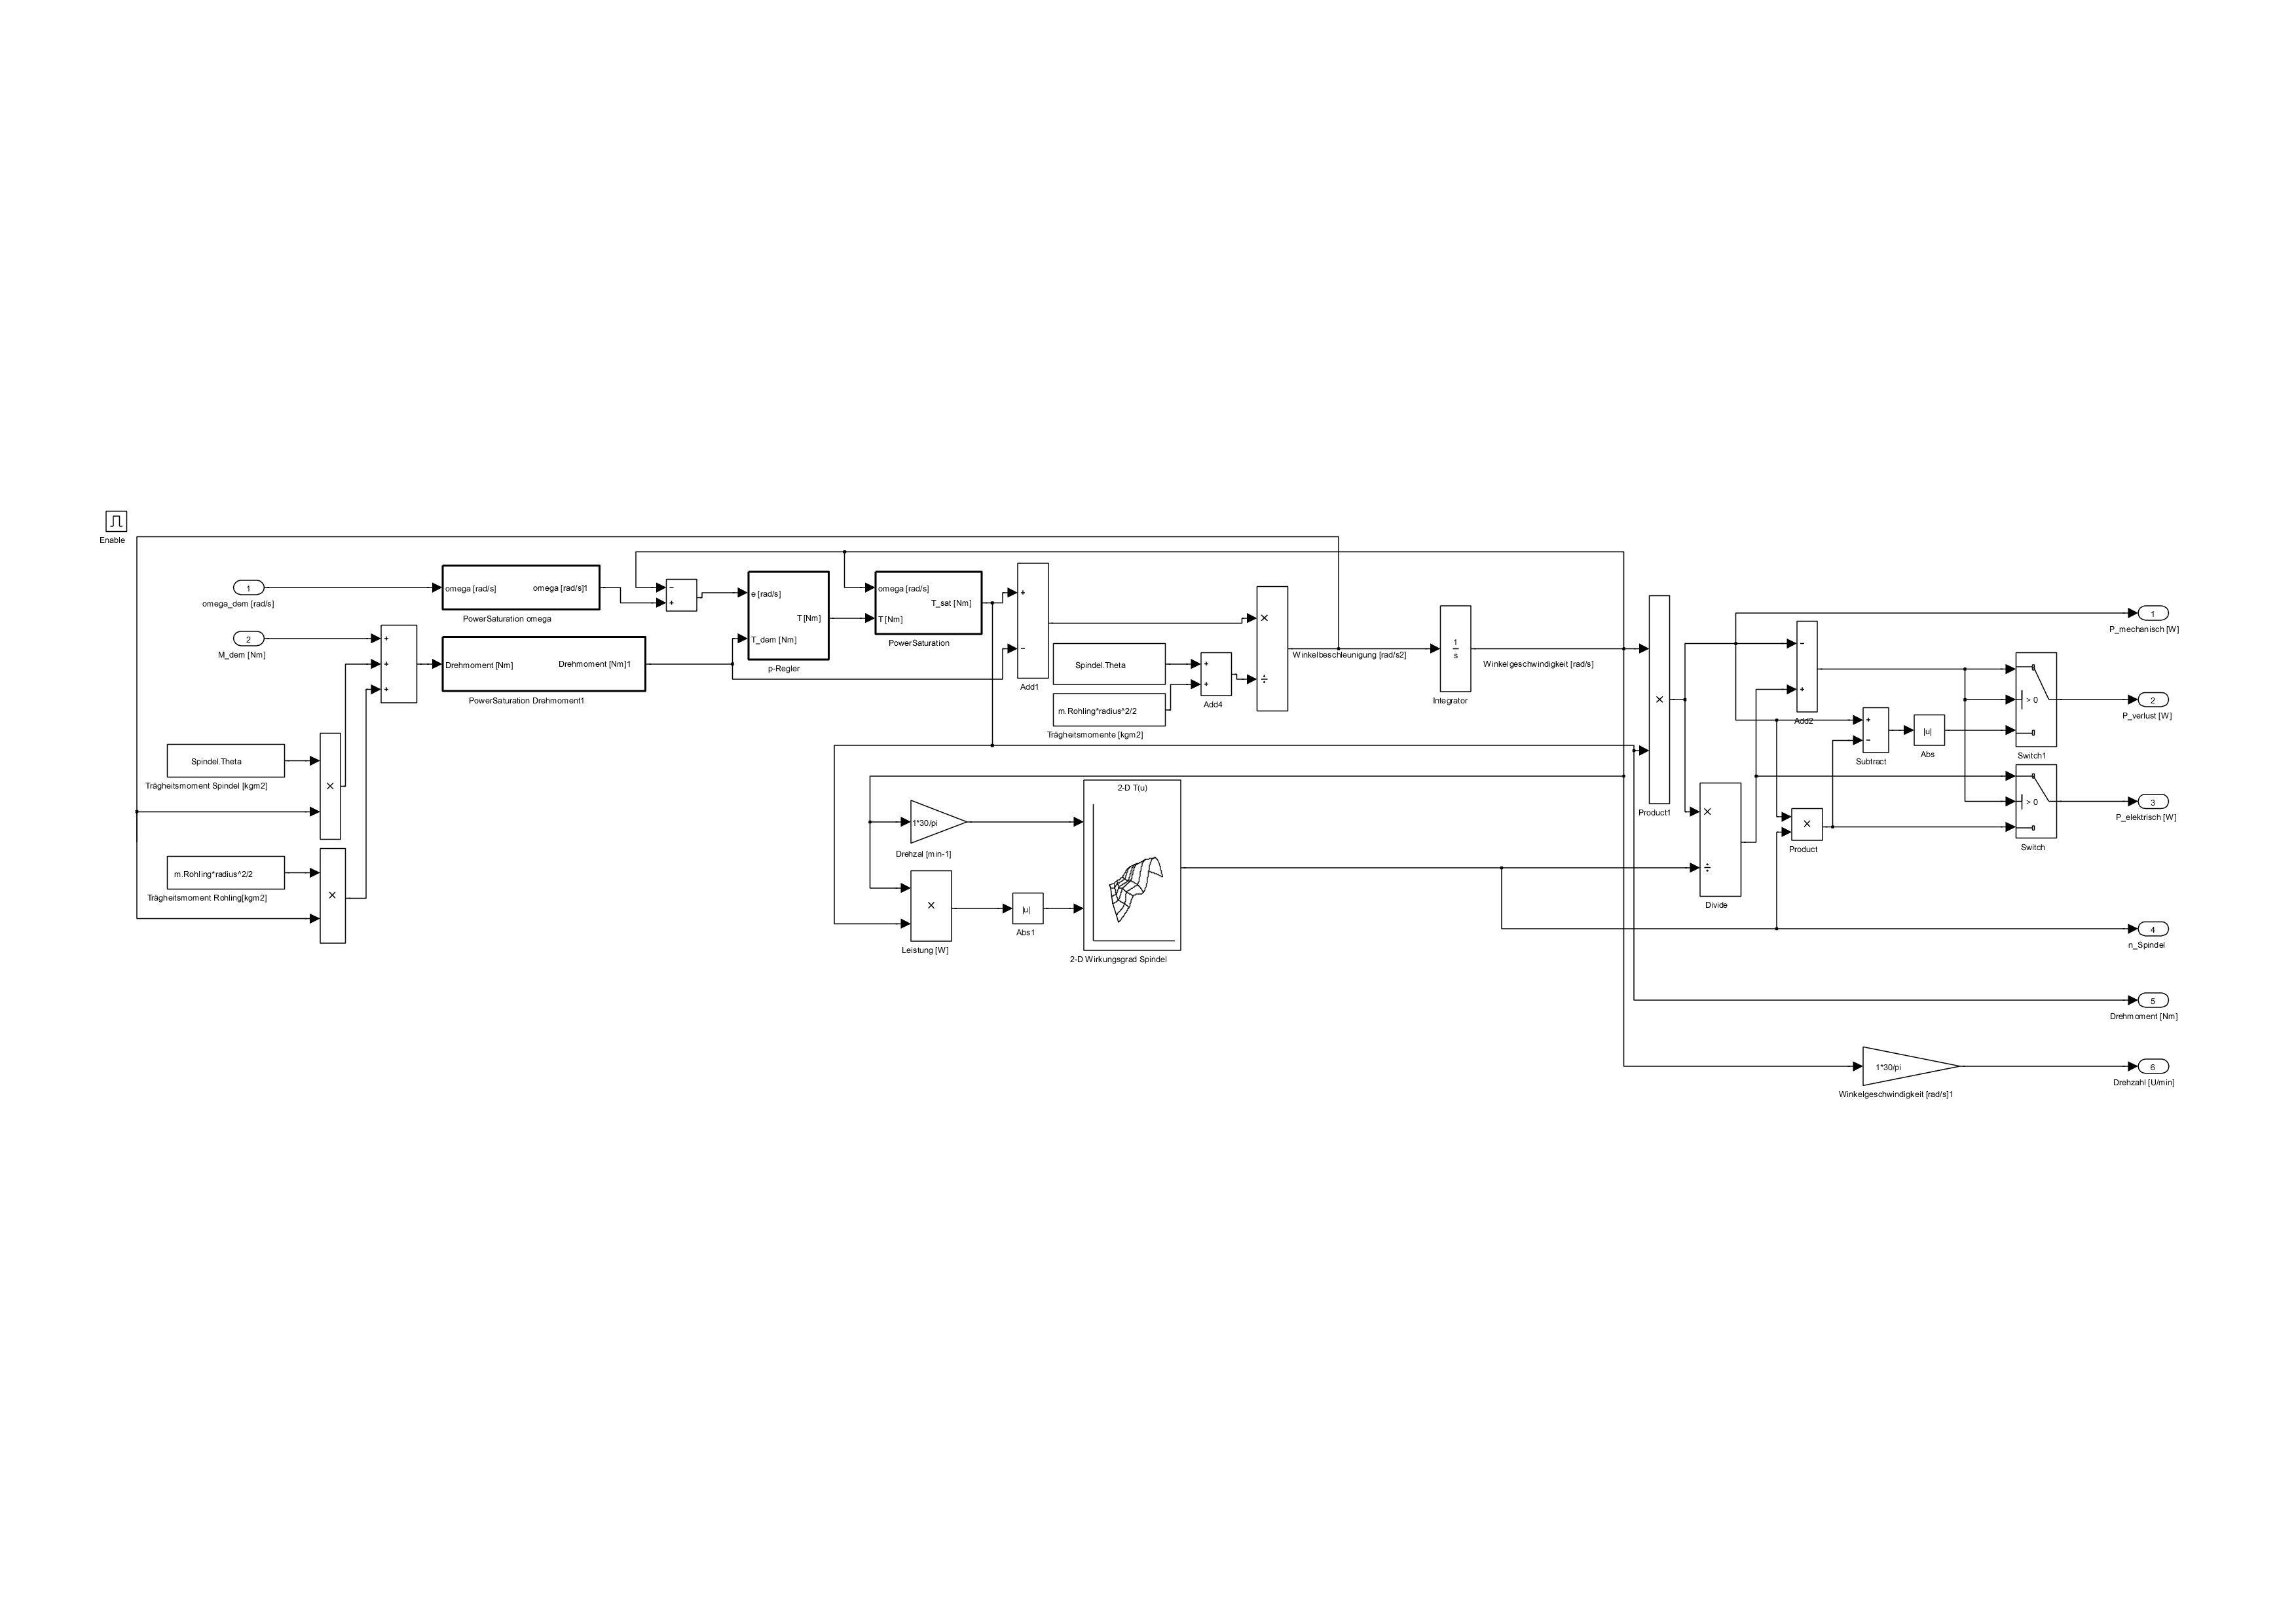 Enable
1
omega_dem [rad/s]
2
M_dem [Nm]
omega [rad/s]
omega [rad/s]1
PowerSaturation omega
+
+
+
Drehmoment [Nm]
Drehmoment [Nm]1
PowerSaturation Drehmoment1
Spindel.Theta
Trägheitsmoment Spindel [kgm2]
×
m.Rohling*radius^2/2
Trägheitsmoment Rohling[kgm2]
×
−
+
e [rad/s]
T [Nm]
T_dem [Nm]
p-Regler
omega [rad/s]
T_sat [Nm]
T [Nm]
PowerSaturation
+
−
Add1
Spindel.Theta
m.Rohling*radius^2/2
Trägheitsmomente [kgm2]
+
+
Add4
×
÷
Winkelbeschleunigung [rad/s2]
1
s
Integrator
Winkelgeschwindigkeit [rad/s]
1*30/pi
Drehzal [min-1]
×
Leistung [W]
|u|
Abs1
2-D T(u)
2-D Wirkungsgrad Spindel
×
Product1
×
÷
Divide
−
+
Add2
×
Product
+
−
Subtract
|u|
Abs
> 0
Switch1
> 0
Switch
1
P_mechanisch [W]
2
P_verlust [W]
3
P_elektrisch [W]
4
n_Spindel
5
Drehmoment [Nm]
1*30/pi
Winkelgeschwindigkeit [rad/s]1
6
Drehzahl [U/min]